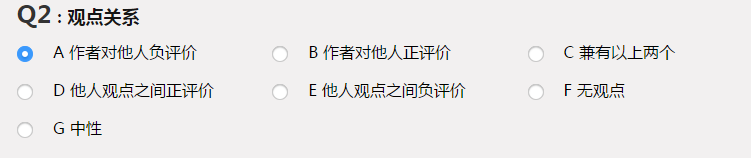 Q2 : 观点关系
A 作者对他人负评价 B 作者对他人正评价 C 兼有以上两个
D 他人观点之间正评价 E 他人观点之间负评价 F 无观点
G 中性